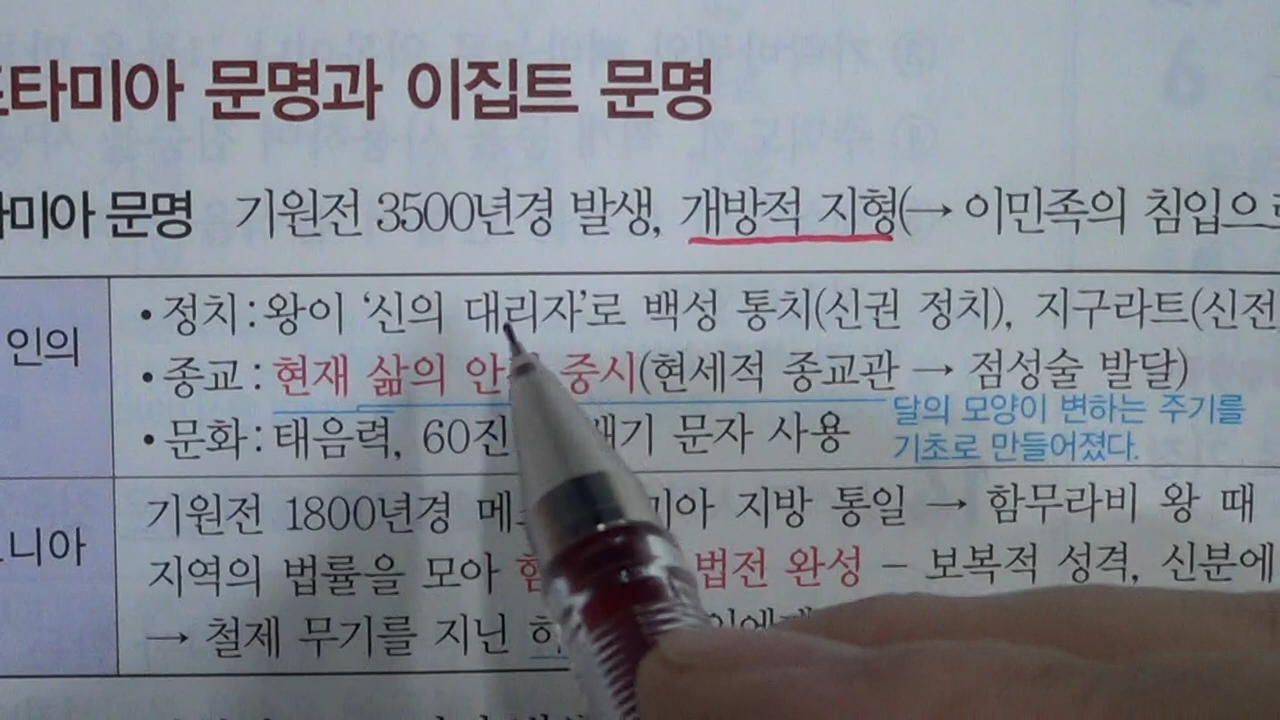 타미아 문명과 이집트 문명
미아 문명 기원전 3500년경 발생, 개방적 지형(→ 이민족의 침입으로
인의
• 정치 : 왕이 ‘신의 대리자’로 백성 통치(신권 정치), 지구라트(신전
• 종교 : 현재 삶의 중시(현세적 종교관 → 점성술 발달)
• 문화 : 태음력, 문자 사용
달의 모양이 변하는 주기를
기초로 만들어졌다.
니아
기원전 1800년경 지방 통일 → 함무라비 왕 때
지역의 법률을 모아 법전 완성 – 보복적 성격, 신분에
→ 철제 무기를 지닌